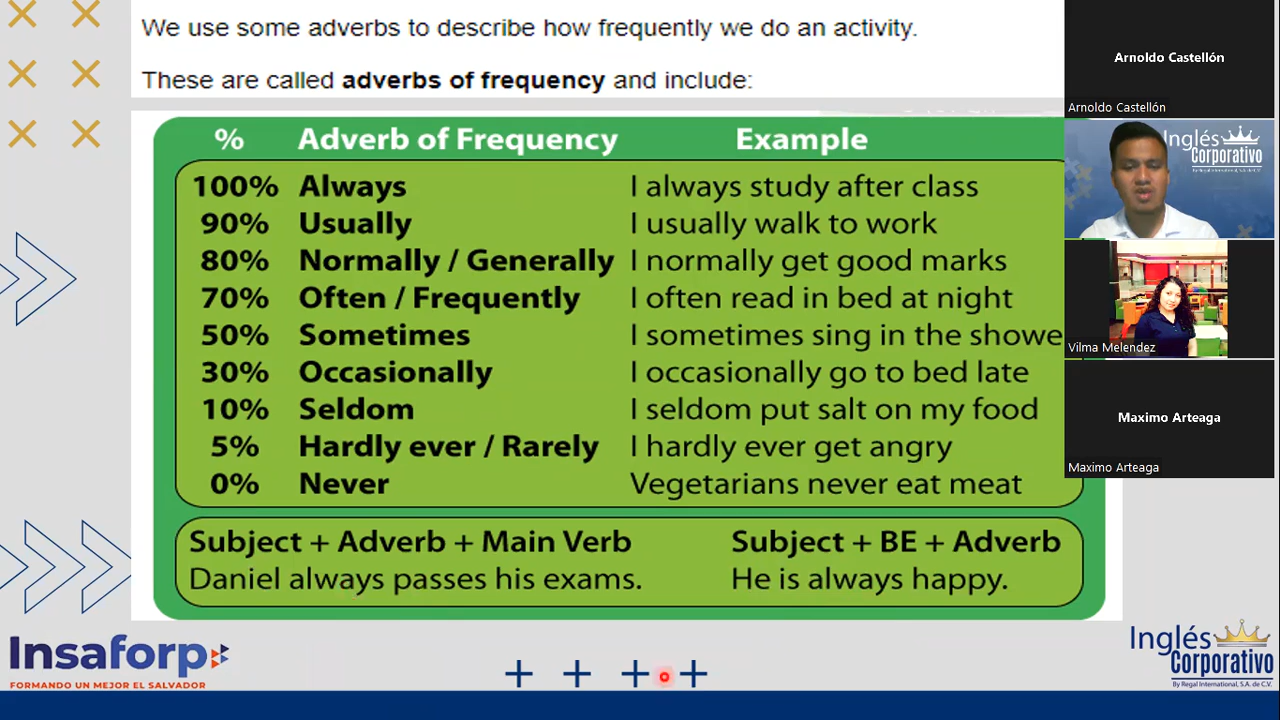 We use some adverbs to describe how frequently we do an activity.
These are called adverbs of frequency and include:
% Adverb of Frequency Example
100% Always I always study after class
90% Usually I usually walk to work
80% Normally / Generally I normally get good marks
70% Often / Frequently I often read in bed at night
50% Sometimes I sometimes sing in the showe
30% Occasionally I occasionally go to bed late
10% Seldom I seldom put salt on my food
5% Hardly ever / Rarely I hardly ever get angry
0% Never Vegetarians never eat meat
Subject + Adverb + Main Verb Subject + BE + Adverb
Daniel always passes his exams. He is always happy.
Arnoldo Castellón
Arnoldo Castellón
Inglés
Corporativo
By Regal International, S.A. de C.V.
Vilma Melendez
Maximo Arteaga
Maximo Arteaga
Insaforp
FORMANDO UN MEJOR EL SALVADOR
Inglés
Corporativo
By Regal International, S.A. de C.V.